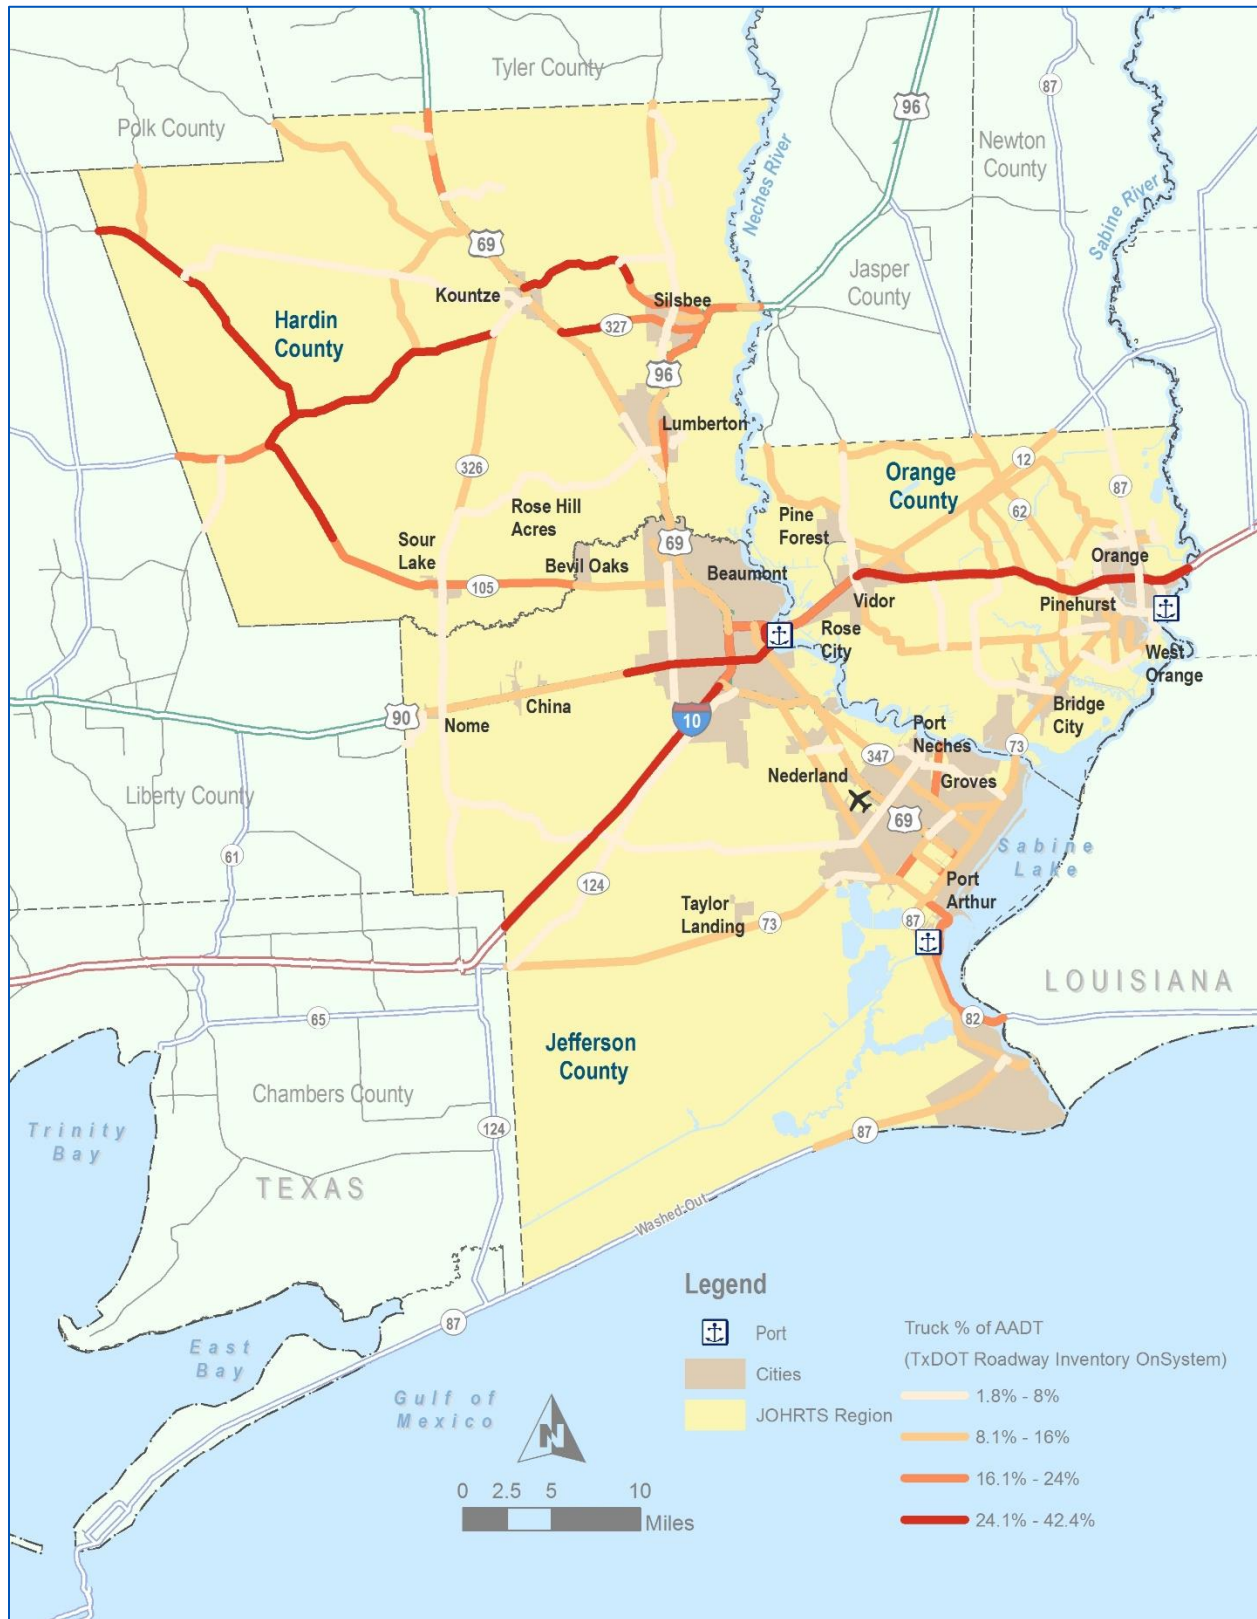 Tyler County
96
87
Polk County
Newton
County
Neches River
Sabine River
69
Jasper
County
Kountze
Silsbee
Hardin
County
327
96
Lumberton
Orange
County
12
87
326
62
Rose Hill
Acres
Pine
Forest
Sour
Lake
69
Orange
Bevil Oaks
Beaumont
105
Vidor
Pinehurst
Rose
City
West
Orange
90
Nome
China
10
Bridge
City
Port
Neches
73
347
Nederland
Groves
Liberty County
69
61
Sabine
Lake
124
Port
Arthur
Taylor
Landing
73
87
LOUISIANA
65
82
Jefferson
County
Chambers County
Trinity
Bay
124
87
TEXAS
Washed Out
Legend
87
Port
Truck % of AADT
(TxDOT Roadway Inventory OnSystem)
East
Bay
Cities
1.8% - 8%
Gulf of
Mexico
JOHRTS Region
8.1% - 16%
N
16.1% - 24%
0 2.5 5 10
Miles
24.1% - 42.4%